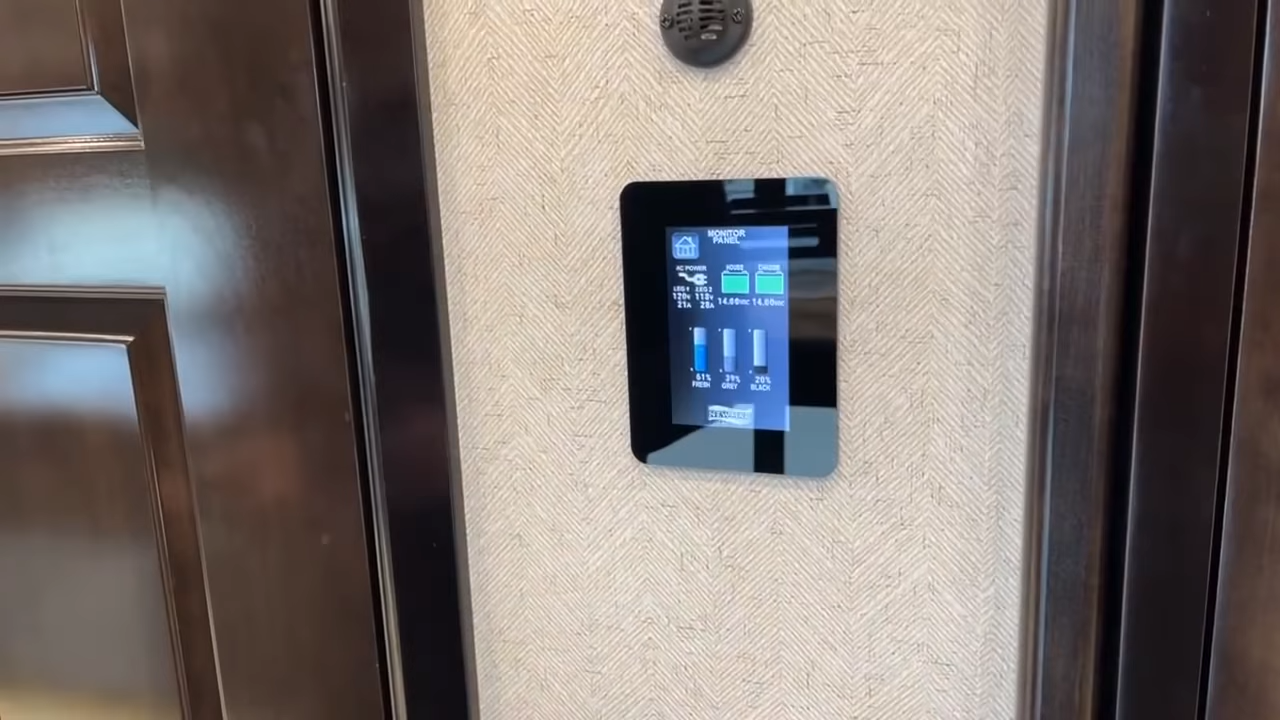 MONITOR
PANEL
AC POWER
HOUSE
CHASSIS
LEG 1 LEG 2
120V 118V
21A 28A
14.00VDC 14.00VDC
61% 39% 20%
FRESH GREY BLACK
NEWMAR